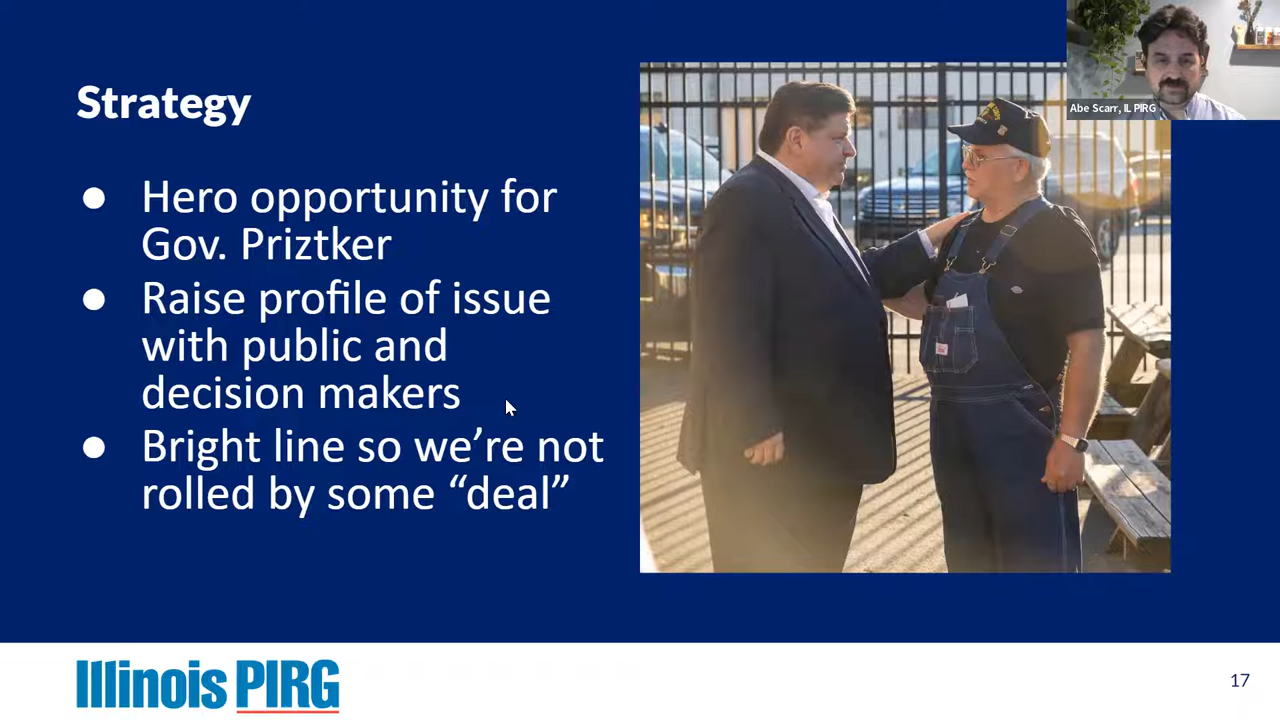 Strategy
● Hero opportunity for
Gov. Priztker
● Raise profile of issue
with public and
decision makers
● Bright line so we’re not
rolled by some “deal”
Abe Scarr, IL PIRG
Illinois PIRG
17